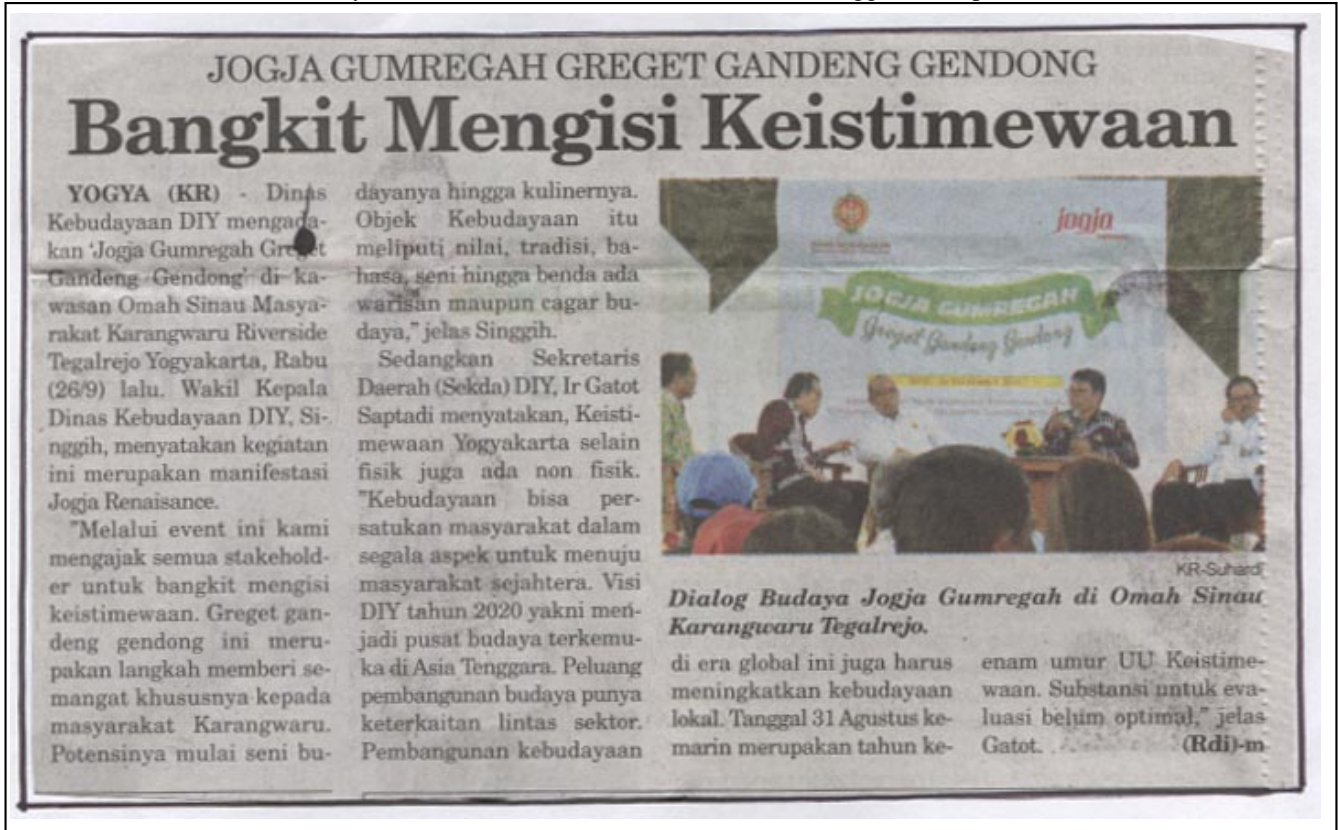 JOGJA GUMREGAH GREGET GANDENG GENDONG
Bangkit Mengisi Keistimewaan
YOGYA (KR) - Dinas
Kebudayaan DIY mengada-
kan 'Jogja Gumregah Greget
Gandeng Gendong' di ka-
wasan Omah Sinau Masya-
rakat Karangwaru Riverside
Tegalrejo Yogyakarta, Rabu
(26/9) lalu. Wakil Kepala
Dinas Kebudayaan DIY, Si-
nggih, menyatakan kegiatan
ini merupakan manifestasi
Jogja Renaisance.
"Melalui event ini kami
mengajak semua stakehold-
er untuk bangkit mengisi
keistimewaan. Greget gan-
deng gendong ini meru-
pakan langkah memberi se-
mangat khususnya kepada
masyarakat Karangwaru.
Potensinya mulai seni bu-
dayanya hingga kulinernya.
Objek Kebudayaan itu
meliputi nilai, tradisi, ba-
hasa, seni hingga benda ada
warisan maupun cagar bu-
daya," jelas Singgih.
Sedangkan Sekretaris
Daerah (Sekda) DIY, Ir Gatot
Saptadi menyatakan, Keisti-
mewaan Yogyakarta selain
fisik juga ada non fisik.
"Kebudayaan bisa per-
satukan masyarakat dalam
segala aspek untuk menuju
masyarakat sejahtera. Visi
DIY tahun 2020 yakni men-
jadi pusat budaya terkemu-
ka di Asia Tenggara. Peluang
pembangunan budaya punya
keterkaitan lintas sektor.
Pembangunan kebudayaan
jogja
JOGJA GUMREGAH
Greget Gandeng Gendong
KR-Suhardi
Dialog Budaya Jogja Gumregah di Omah Sinau
Karangwaru Tegalrejo.
di era global ini juga harus
meningkatkan kebudayaan
lokal. Tanggal 31 Agustus ke-
marin merupakan tahun ke-
enam umur UU Keistime-
waan. Substansi untuk eva-
luasi belum optimal," jelas
Gatot. (Rdi)-m